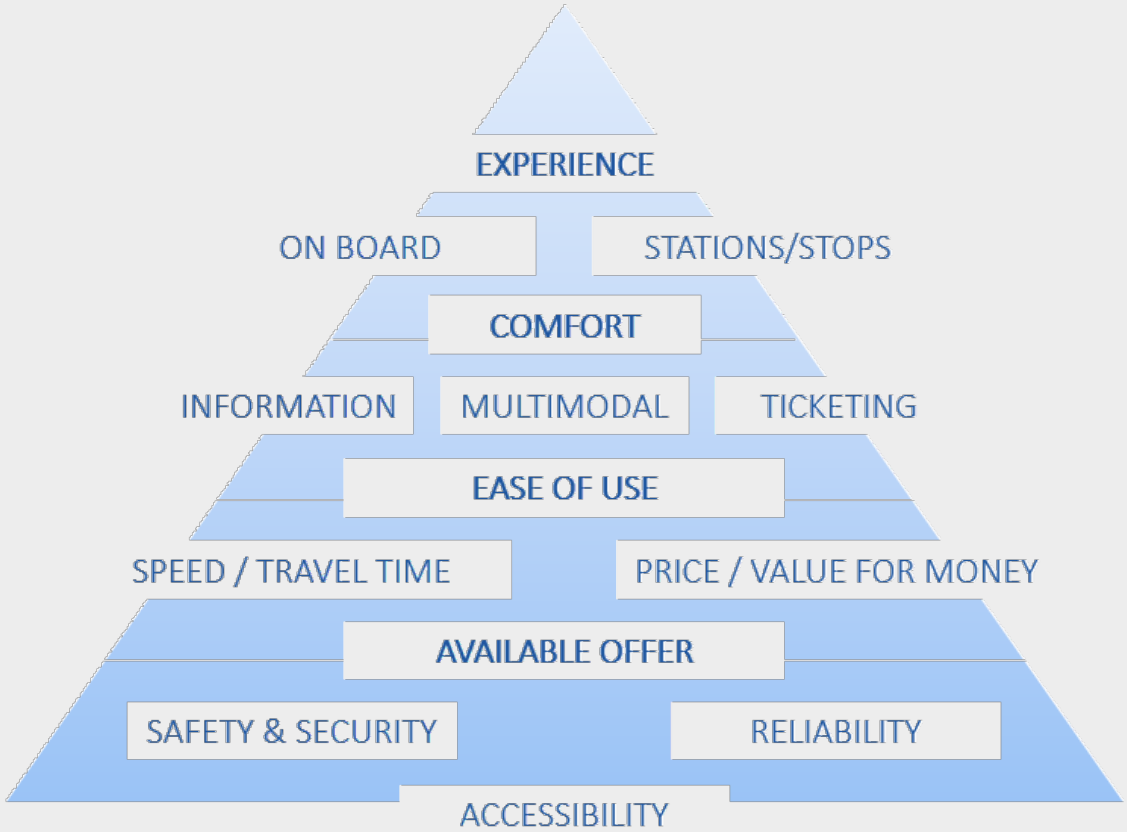 EXPERIENCE
ON BOARD
STATIONS/STOPS
COMFORT
INFORMATION
MULTIMODAL
TICKETING
EASE OF USE
SPEED / TRAVEL TIME
PRICE / VALUE FOR MONEY
AVAILABLE OFFER
SAFETY & SECURITY
RELIABILITY
ACCESSIBILITY